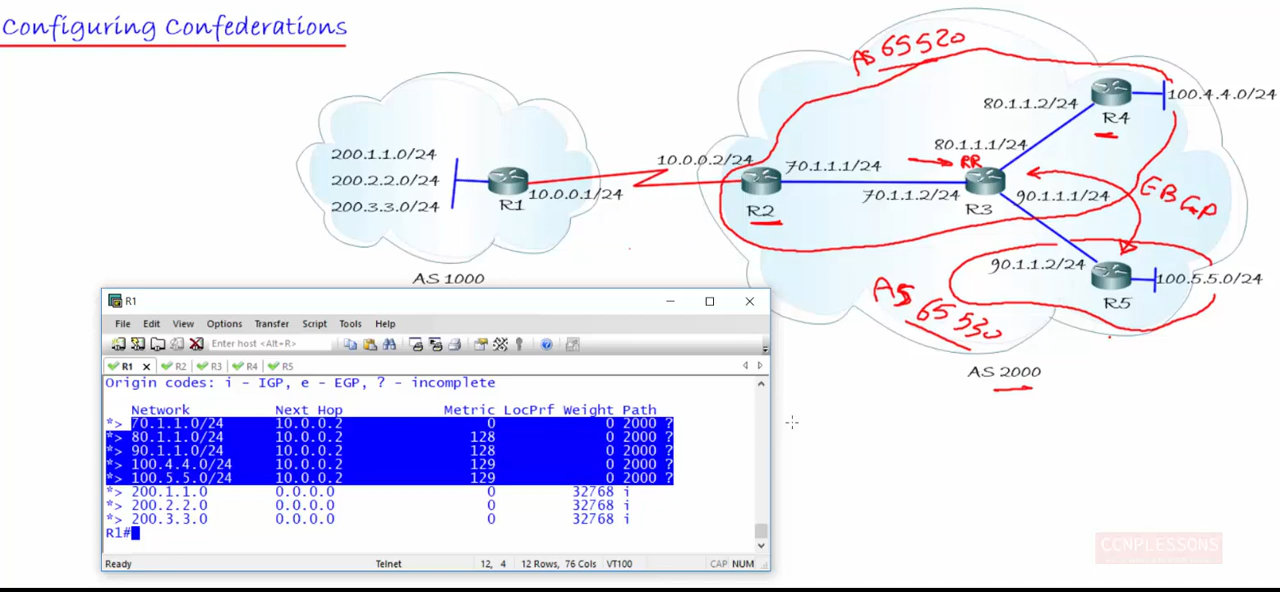 Configuring Confederations
AS 65520
100.4.4.0/24
80.1.1.2/24
R4
200.1.1.0/24
200.2.2.0/24
200.3.3.0/24
R1
10.0.0.1/24
10.0.0.2/24
R2
70.1.1.1/24
80.1.1.1/24
RR
70.1.1.2/24
R3
90.1.1.1/24
EBGP
90.1.1.2/24
R5
100.5.5.0/24
AS 65530
AS 1000
AS 2000
R1
File Edit View Options Transfer Script Tools Help
Enter host <Alt+R>
R1 R2 R3 R4 R5
Origin codes: i - IGP, e - EGP, ? - incomplete
Network Next Hop Metric LocPrf Weight Path
*> 70.1.1.0/24 10.0.0.2 0 0 2000 ?
*> 80.1.1.0/24 10.0.0.2 128 0 2000 ?
*> 90.1.1.0/24 10.0.0.2 128 0 2000 ?
*> 100.4.4.0/24 10.0.0.2 129 0 2000 ?
*> 100.5.5.0/24 10.0.0.2 129 0 2000 ?
*> 200.1.1.0 0.0.0.0 0 32768 i
*> 200.2.2.0 0.0.0.0 0 32768 i
*> 200.3.3.0 0.0.0.0 0 32768 i
R1#
Ready Telnet 12, 4 12 Rows, 76 Cols VT100 CAP NUM
CCNPLESSONS